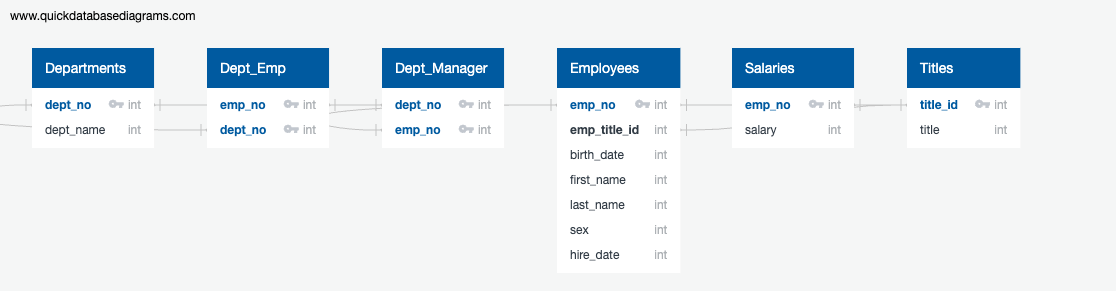 www.quickdatabasediagrams.com
Departments
dept_no int
dept_name int
Dept_Emp
emp_no int
dept_no int
Dept_Manager
dept_no int
emp_no int
Employees
emp_no int
emp_title_id int
birth_date int
first_name int
last_name int
sex int
hire_date int
Salaries
emp_no int
salary int
Titles
title_id int
title int